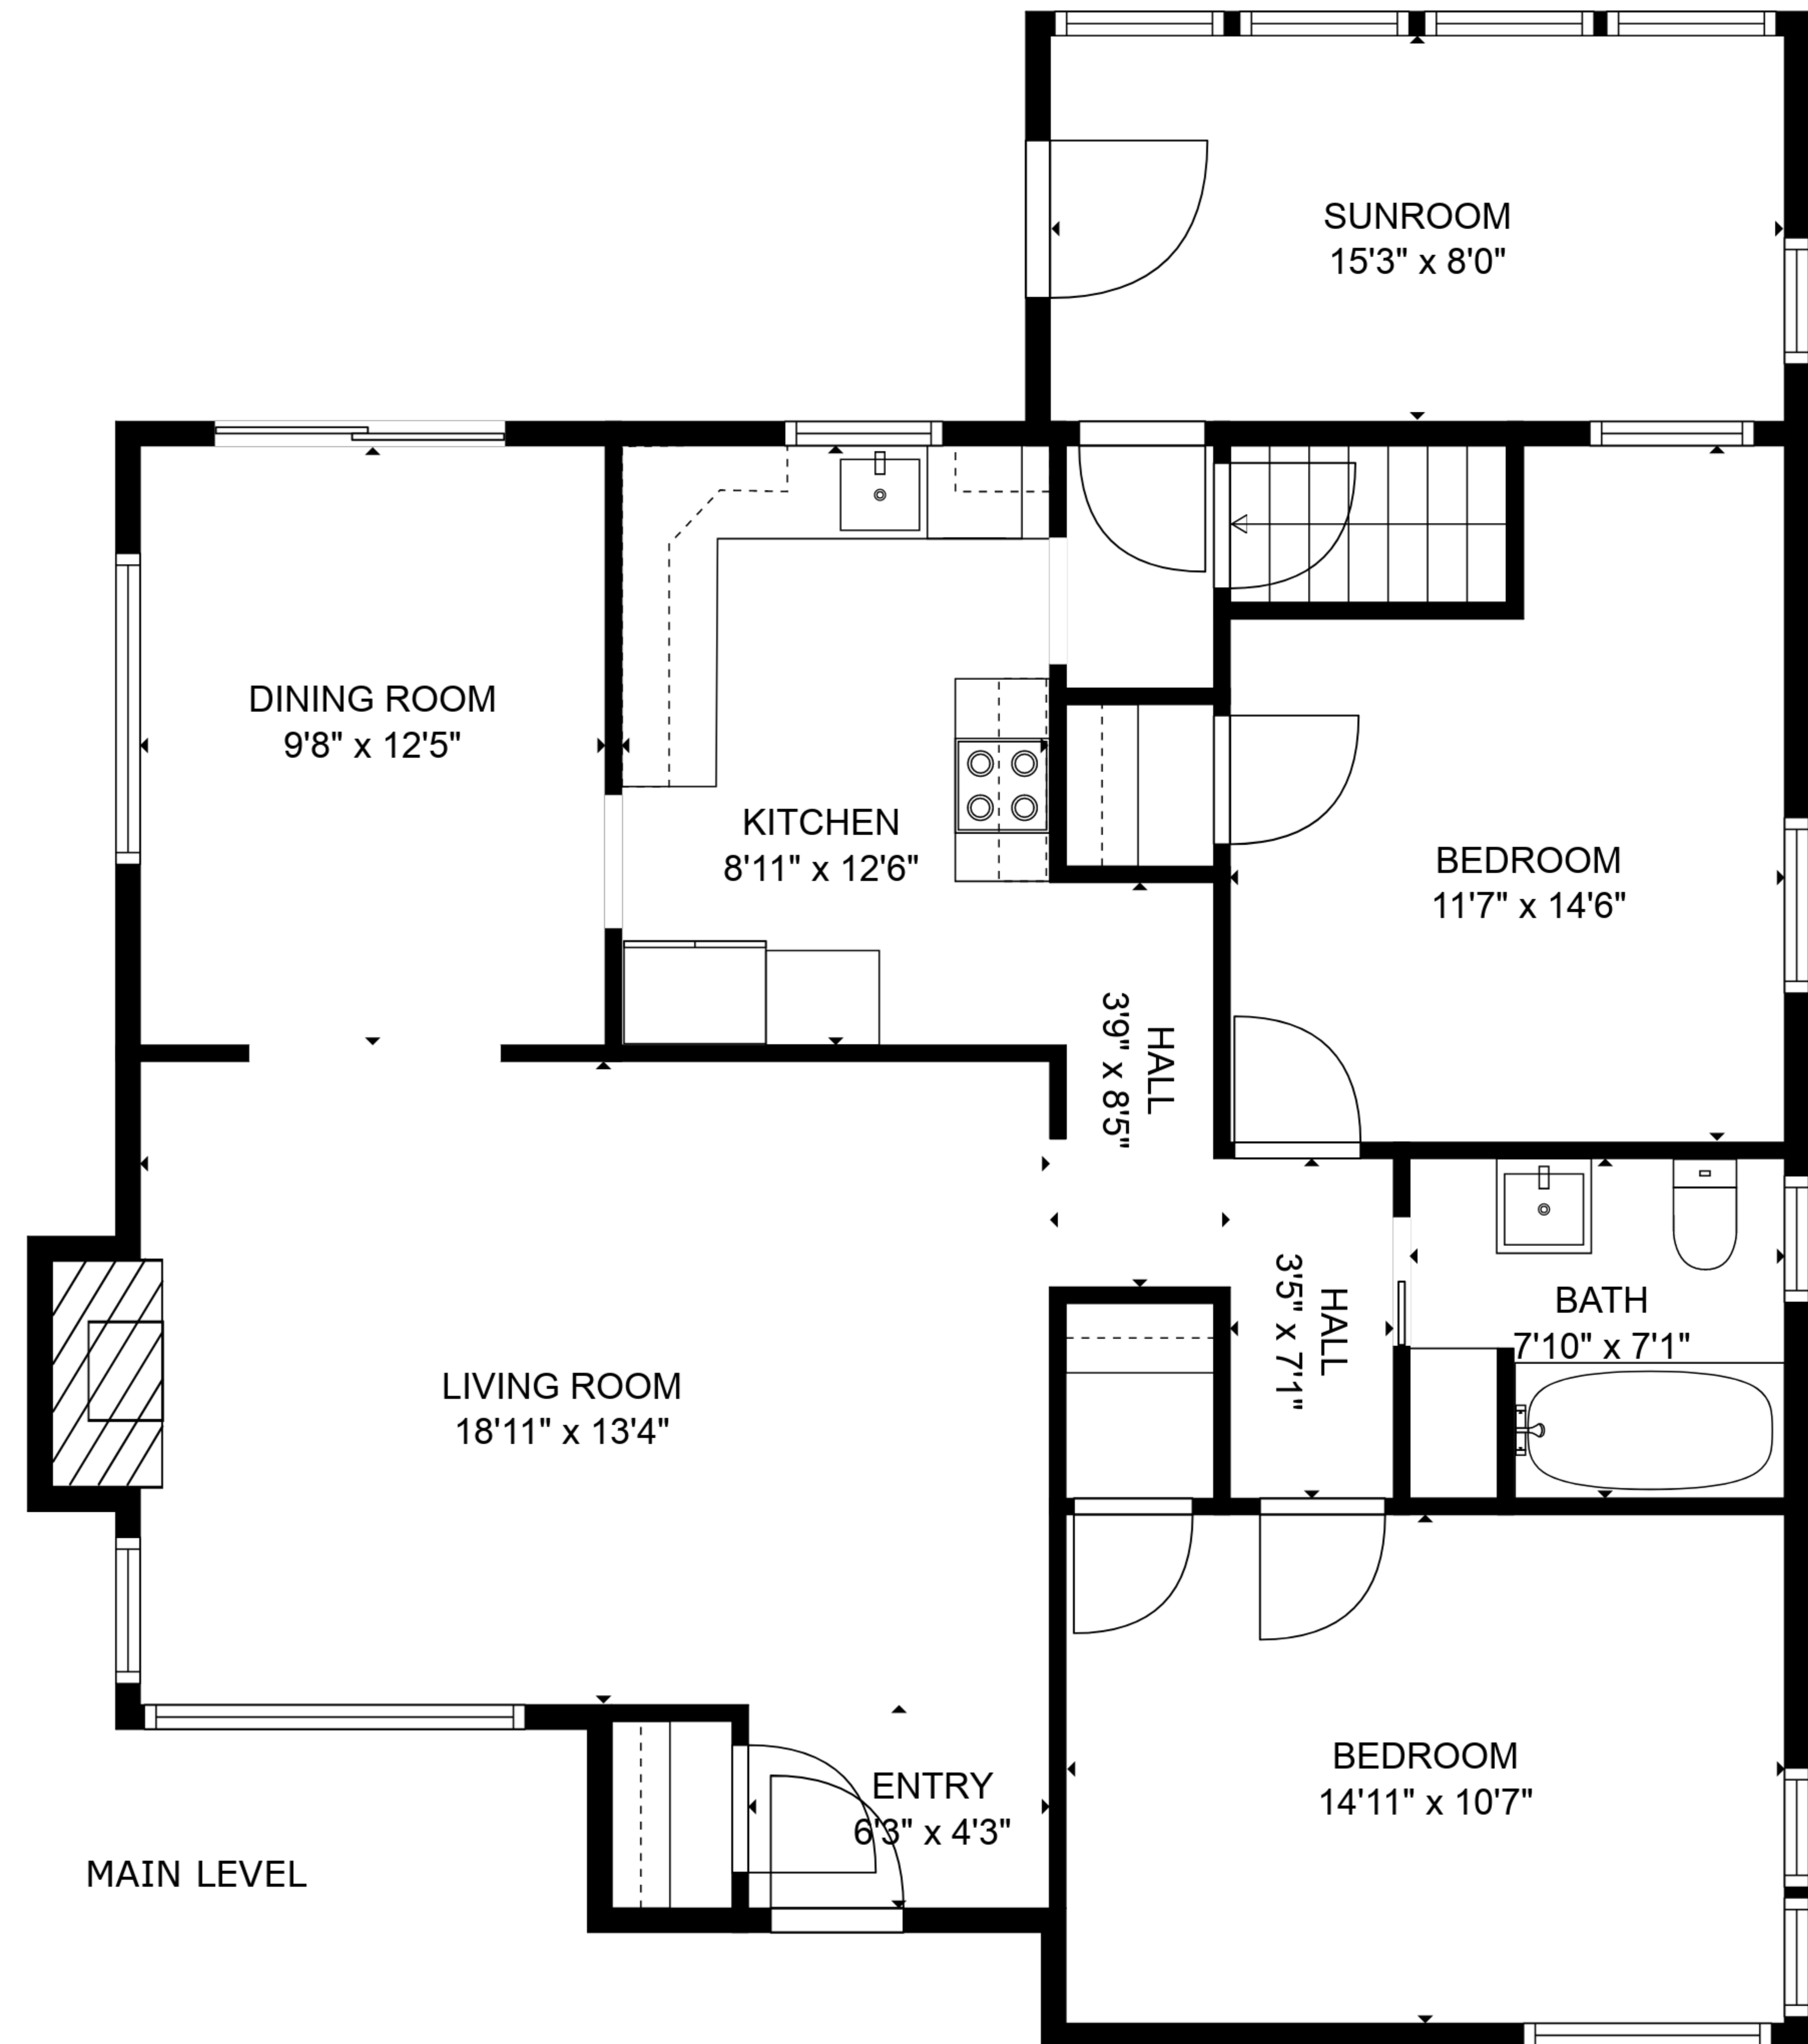 SUNROOM
15'3" x 8'0"
DINING ROOM
9'8" x 12'5"
KITCHEN
8'11" x 12'6"
BEDROOM
11'7" x 14'6"
HALL
3'9" x 8'5"
HALL
3'5" x 7'1"
BATH
7'10" x 7'1"
LIVING ROOM
18'11" x 13'4"
BEDROOM
14'11" x 10'7"
ENTRY
6'3" x 4'3"
MAIN LEVEL